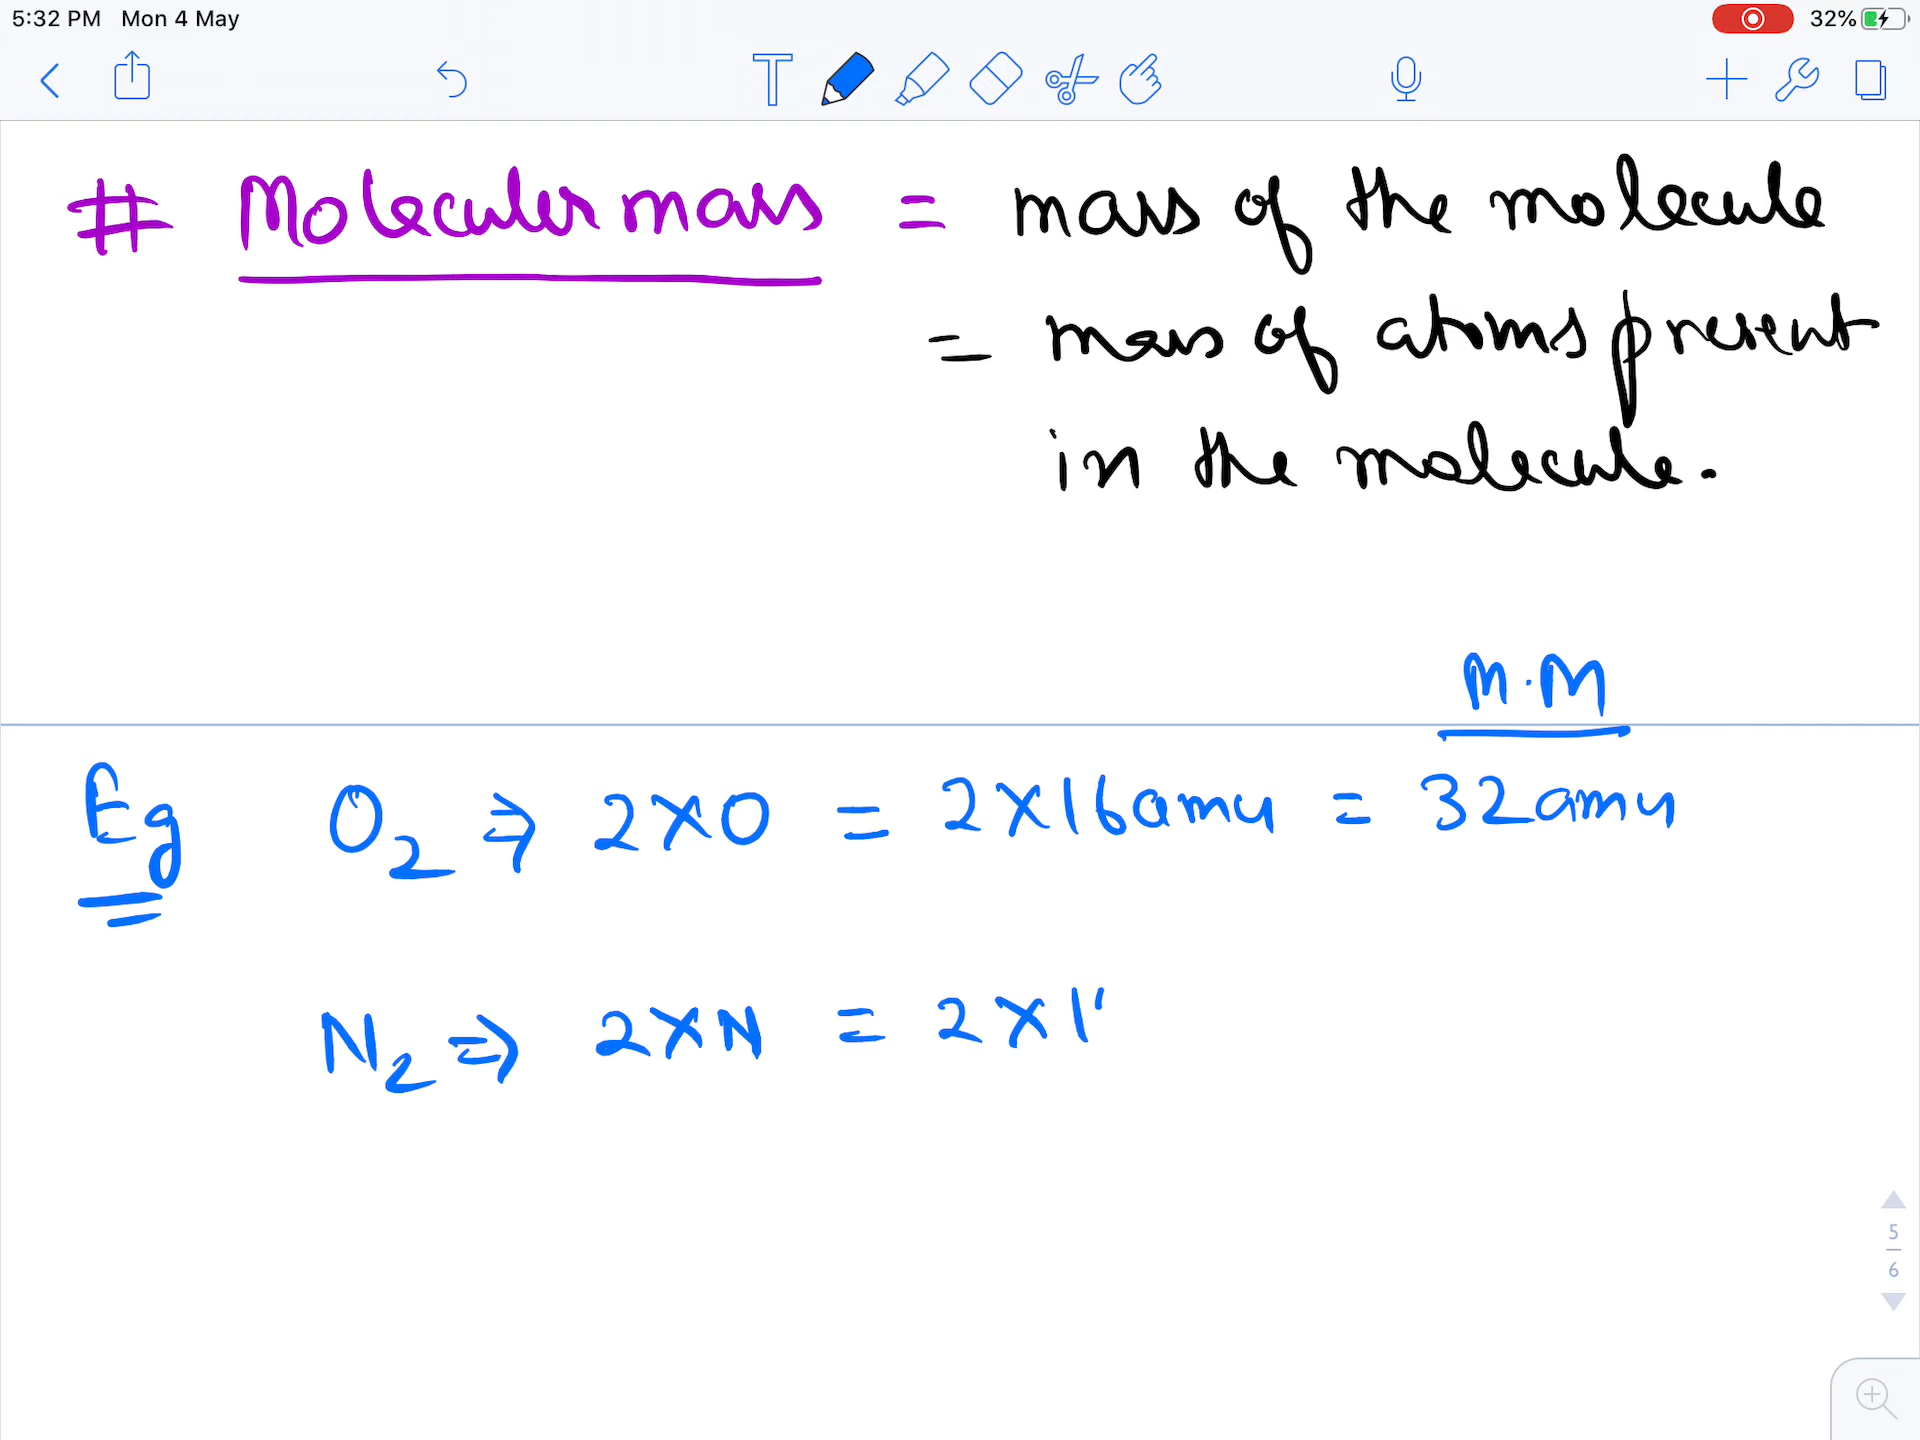 5:32 PM Mon 4 May 32%
T
# Molecular mass = mass of the molecule
= mass of atoms present
in the molecule.
M.M
Eg O₂ ⇒ 2×O = 2×16amu = 32amu
N₂ ⇒ 2×N = 2×1'
5
6